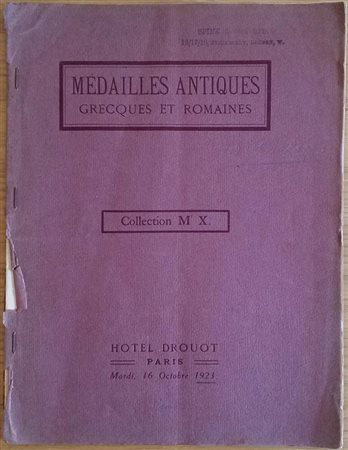 MÉDAILLES ANTIQUES
GRECQUES ET ROMAINES
Collection Mr X.
HOTEL DROUOT
PARIS
Mardi, 16 Octobre 1923